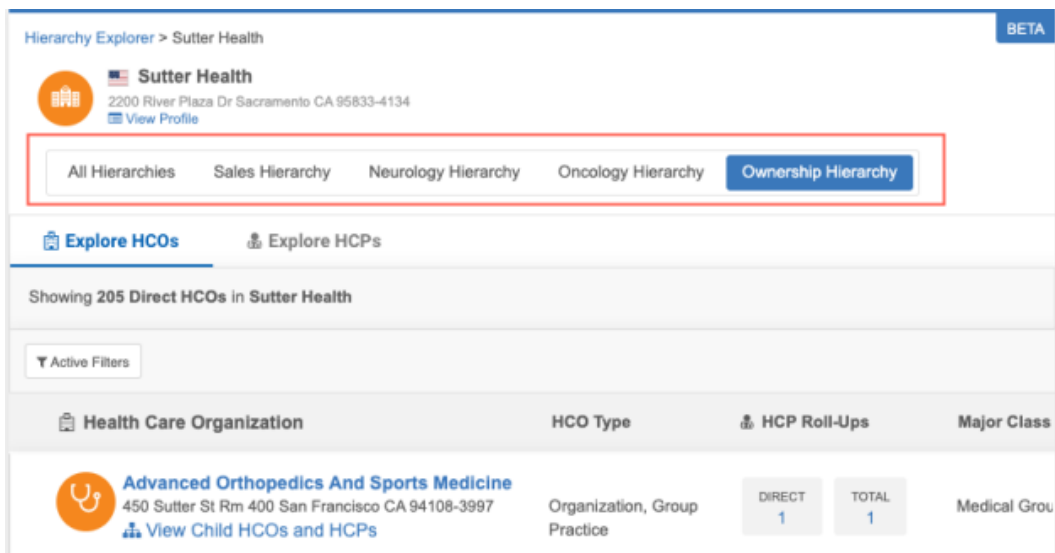 BETA
Hierarchy Explorer > Sutter Health
Sutter Health
2200 River Plaza Dr Sacramento CA 95833-4134
View Profile
All Hierarchies Sales Hierarchy Neurology Hierarchy Oncology Hierarchy Ownership Hierarchy
Explore HCOs Explore HCPs
Showing 205 Direct HCOs in Sutter Health
Active Filters
Health Care Organization HCO Type HCP Roll-Ups Major Class
Advanced Orthopedics And Sports Medicine
450 Sutter St Rm 400 San Francisco CA 94108-3997
View Child HCOs and HCPs
Organization, Group
Practice
DIRECT TOTAL
1 1
Medical Grou